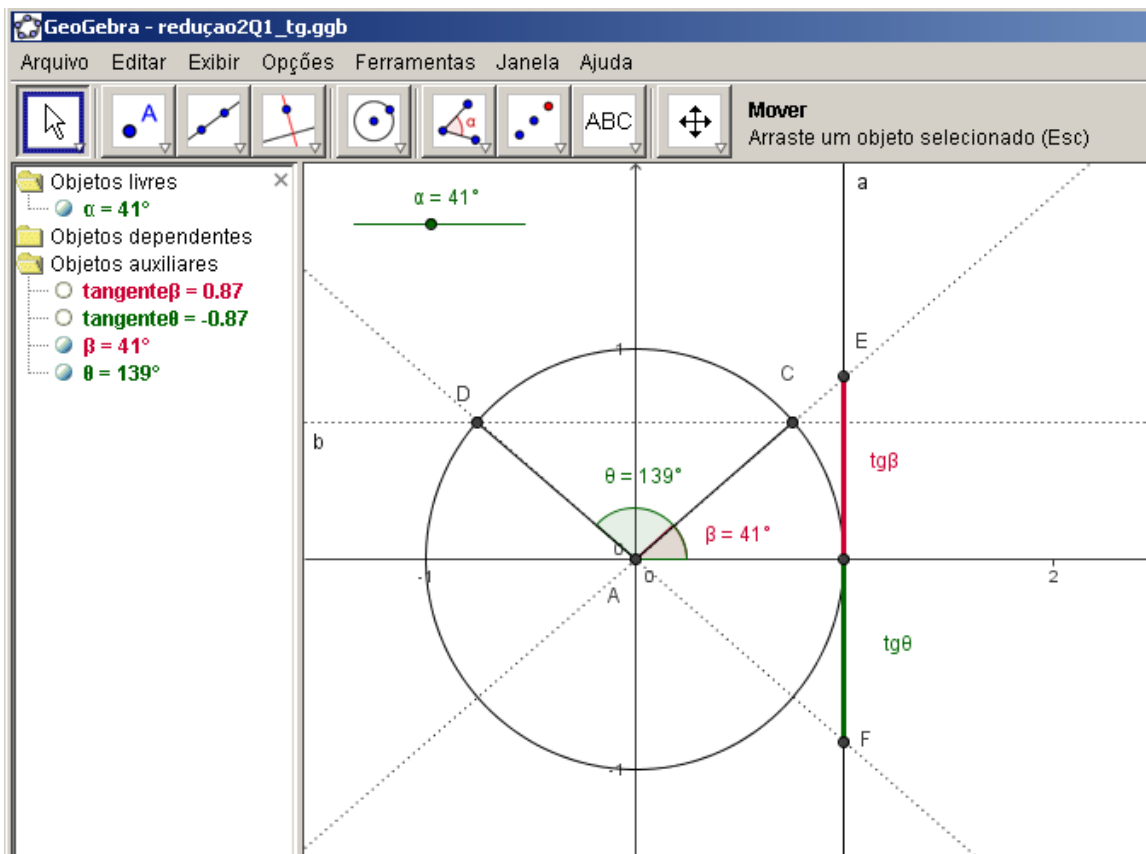 GeoGebra - reduçao2Q1_tg.ggb
Arquivo Editar Exibir Opções Ferramentas Janela Ajuda
A
α
ABC
Mover
Arraste um objeto selecionado (Esc)
Objetos livres
α = 41°
Objetos dependentes
Objetos auxiliares
tangenteβ = 0.87
tangenteθ = -0.87
β = 41°
θ = 139°
α = 41°
a
E
1
C
D
b
tgβ
θ = 139°
β = 41°
0
-1
0
2
A
tgθ
F
-1